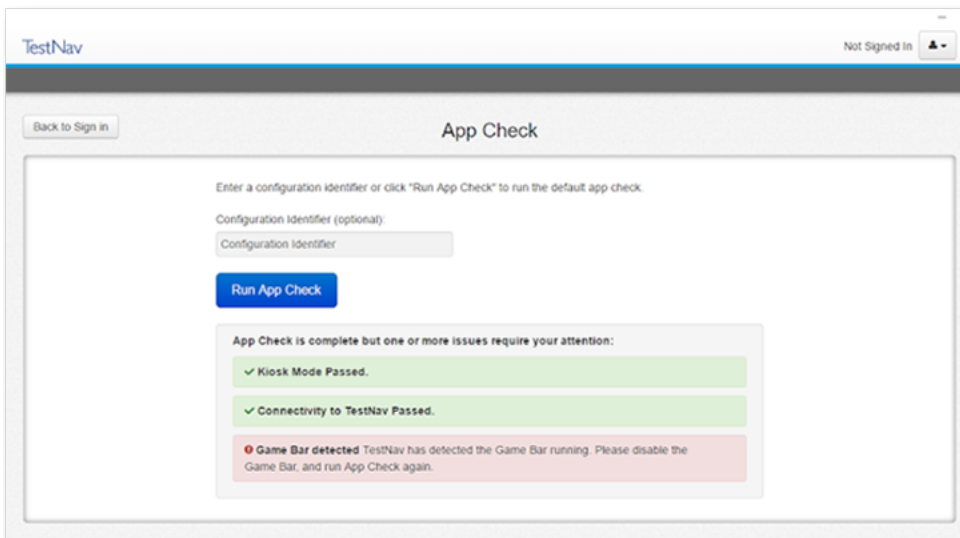 TestNav
Not Signed In
Back to Sign in
App Check
Enter a configuration identifier or click "Run App Check" to run the default app check.
Configuration Identifier (optional):
Configuration Identifier
Run App Check
App Check is complete but one or more issues require your attention:
Kiosk Mode Passed.
Connectivity to TestNav Passed.
Game Bar detected TestNav has detected the Game Bar running. Please disable the
Game Bar, and run App Check again.